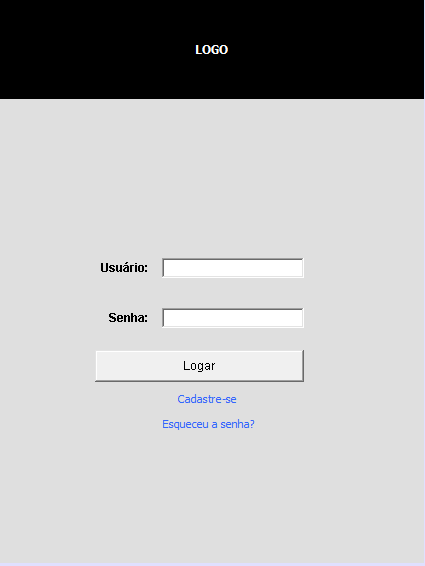 LOGO
Usuário:
Senha:
Logar
Cadastre-se
Esqueceu a senha?